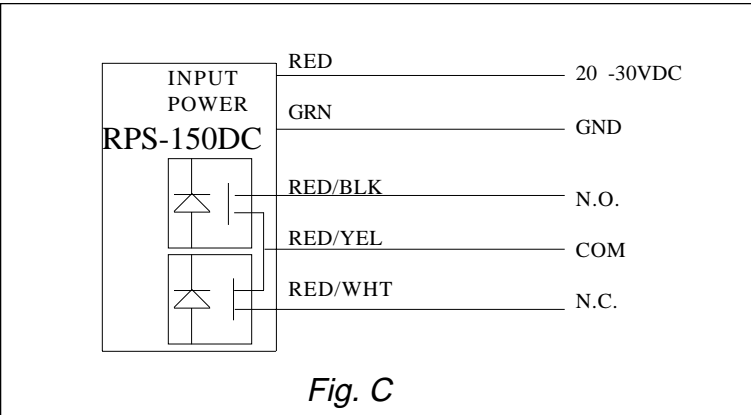 RED
INPUT
POWER
20 -30VDC
GRN
GND
RPS-150DC
RED/BLK
N.O.
RED/YEL
COM
RED/WHT
N.C.
Fig. C